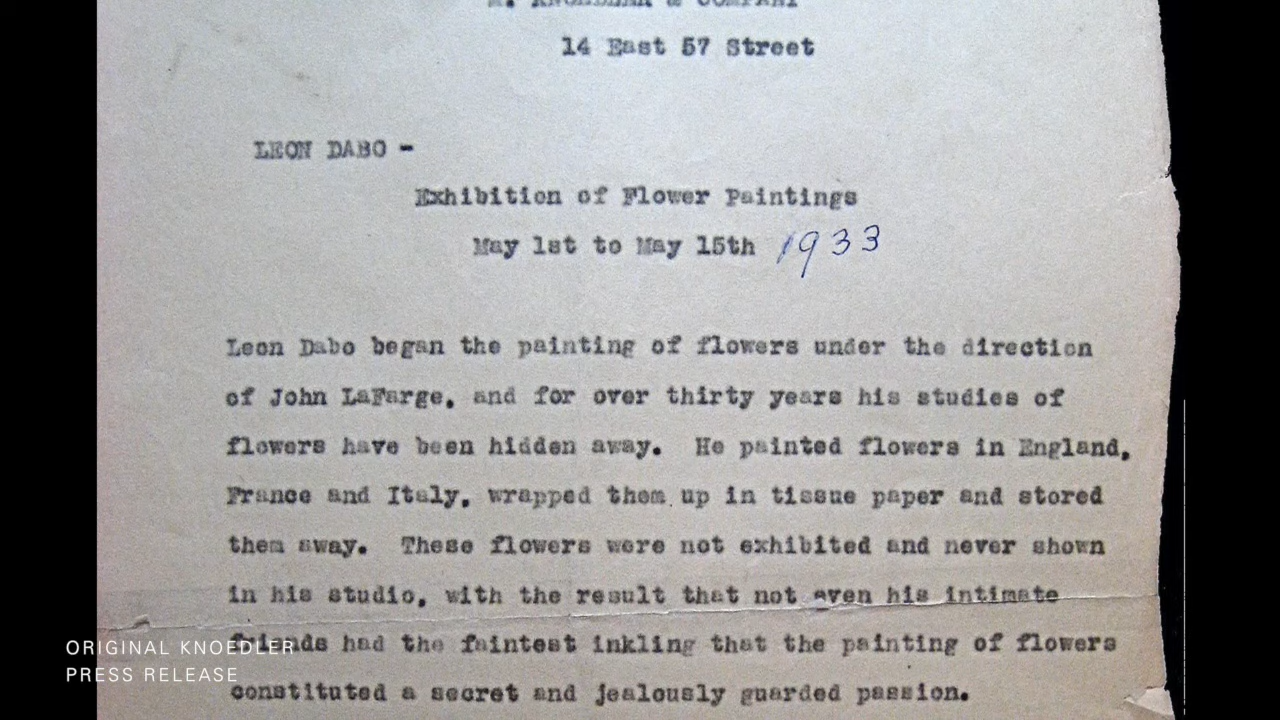 M. KNOEDLER & COMPANY
14 East 57 Street
LEON DABO -
Exhibition of Flower Paintings
May 1st to May 15th 1933
Leon Dabo began the painting of flowers under the direction
of John LaFarge, and for over thirty years his studies of
flowers have been hidden away. He painted flowers in England,
France and Italy, wrapped them up in tissue paper and stored
them away. These flowers were not exhibited and never shown
in his studio, with the result that not even his intimate
friends had the faintest inkling that the painting of flowers
constituted a secret and jealously guarded passion.
ORIGINAL KNOEDLER
PRESS RELEASE